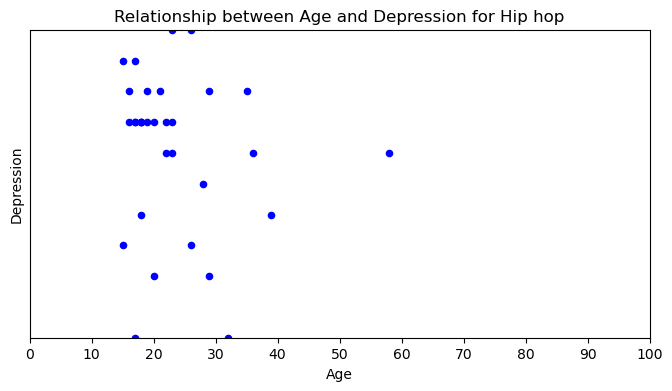 Relationship between Age and Depression for Hip hop
Depression
0 10 20 30 40 50 60 70 80 90 100
Age